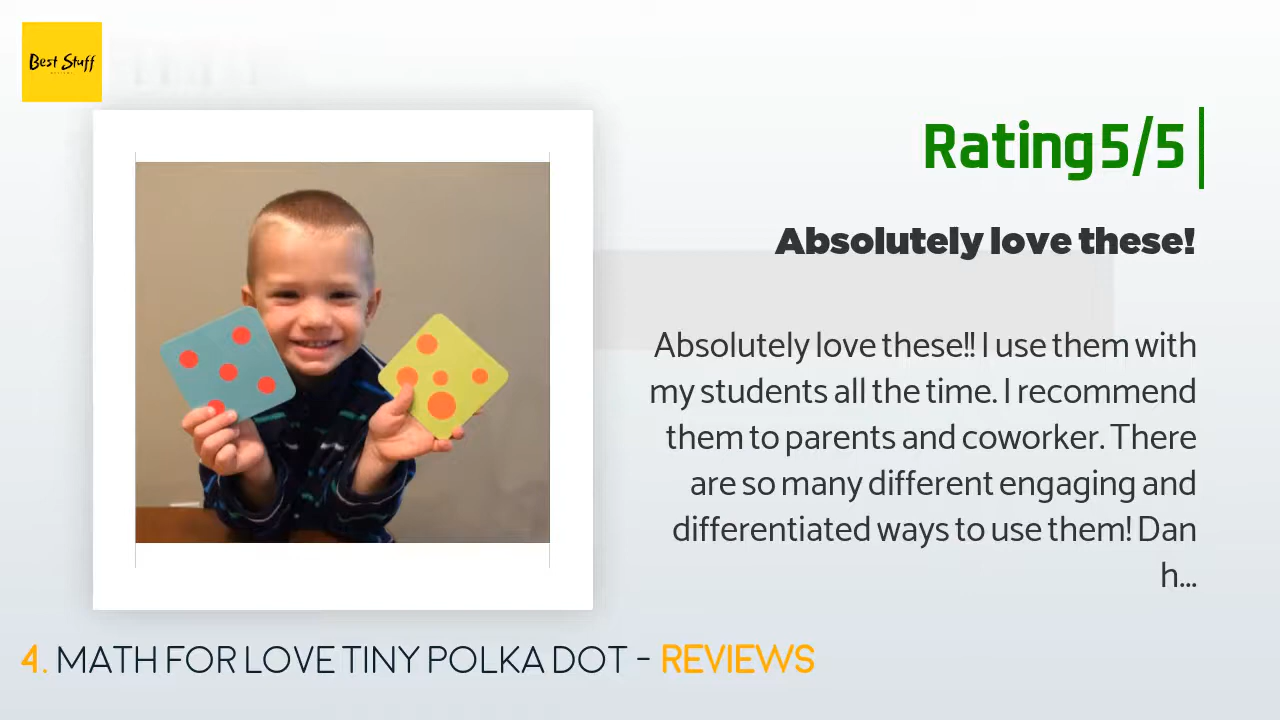 Best Stuff
Rating 5/5
Absolutely love these!
Absolutely love these!! I use them with
my students all the time. I recommend
them to parents and coworker. There
are so many different engaging and
differentiated ways to use them! Dan
h...
4. MATH FOR LOVE TINY POLKA DOT - REVIEWS